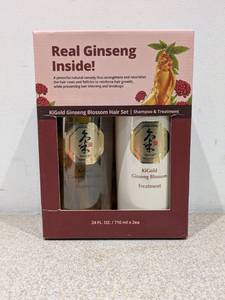 Real Ginseng
Inside!
A powerful natural remedy that strengthens and nourishes
the hair roots and follicles to reinforce hair growth,
while preventing hair thinning and breakage
KiGold Ginseng Blossom Hair Set | Shampoo & Treatment
KiGold
Ginseng Blossom
Treatment
24 FL. OZ. / 710 ml x 2ea